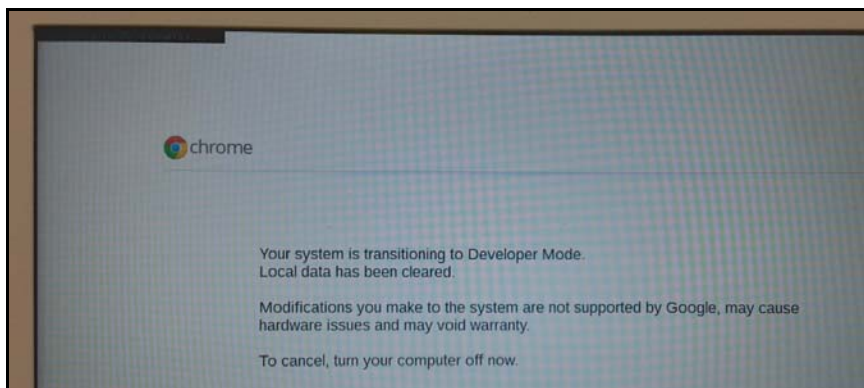 chrome
Your system is transitioning to Developer Mode.
Local data has been cleared.
Modifications you make to the system are not supported by Google, may cause
hardware issues and may void warranty.
To cancel, turn your computer off now.